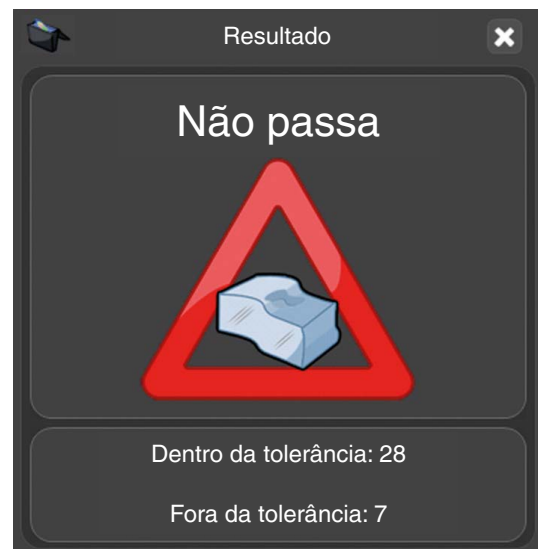 Resultado
Não passa
Dentro da tolerância: 28
Fora da tolerância: 7